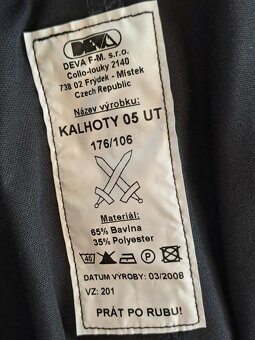 DEVA
DEVA F-M. s.r.o.
Collo-louky 2140
738 02 Frýdek - Místek
Czech Republic
Název výrobku:
KALHOTY 05 UT
176/106
Materiál:
65% Bavlna
35% Polyester
40 P
DATUM VÝROBY: 03/2008
VZ: 201
PRÁT PO RUBU!